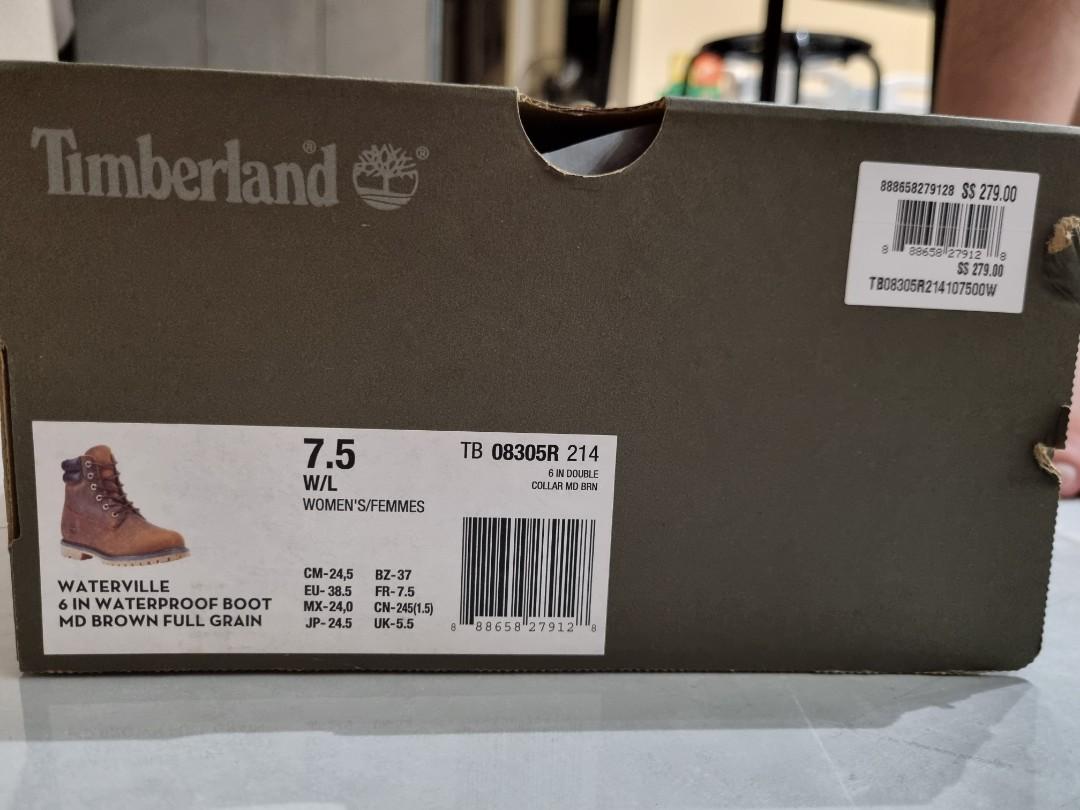 Timberland® ®
888658279128 S$ 279.00
8 88658 27912 8
S$ 279.00
TB08305R214107500W
7.5
W/L
WOMEN'S/FEMMES
TB 08305R 214
6 IN DOUBLE
COLLAR MD BRN
WATERVILLE
6 IN WATERPROOF BOOT
MD BROWN FULL GRAIN
CM-24,5 BZ-37
EU-38.5 FR-7.5
MX-24,0 CN-245(1.5)
JP-24.5 UK-5.5
8 88658 27912 8